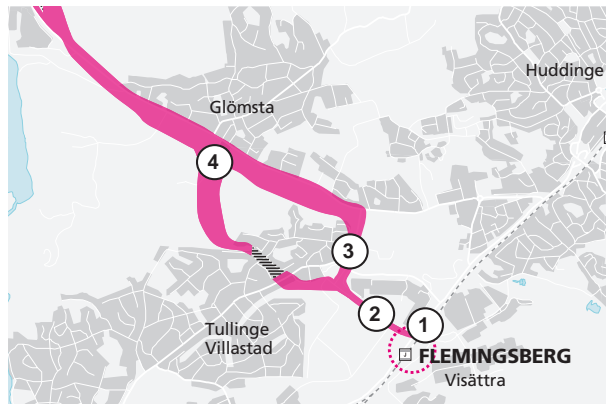 Huddinge
Glömsta
4
3
2
1
Tullinge
Villastad
FLEMINGSBERG
Visättra